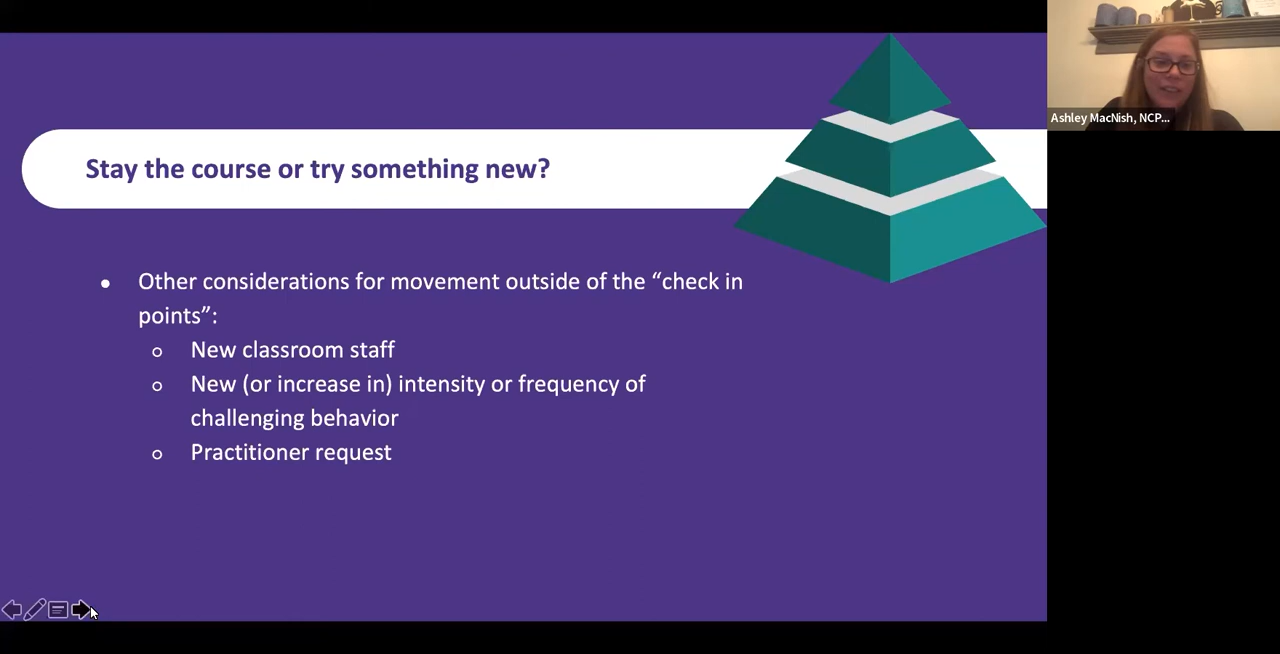 Stay the course or try something new?
● Other considerations for movement outside of the “check in
points”:
○ New classroom staff
○ New (or increase in) intensity or frequency of
challenging behavior
○ Practitioner request
Ashley MacNish, NCP...